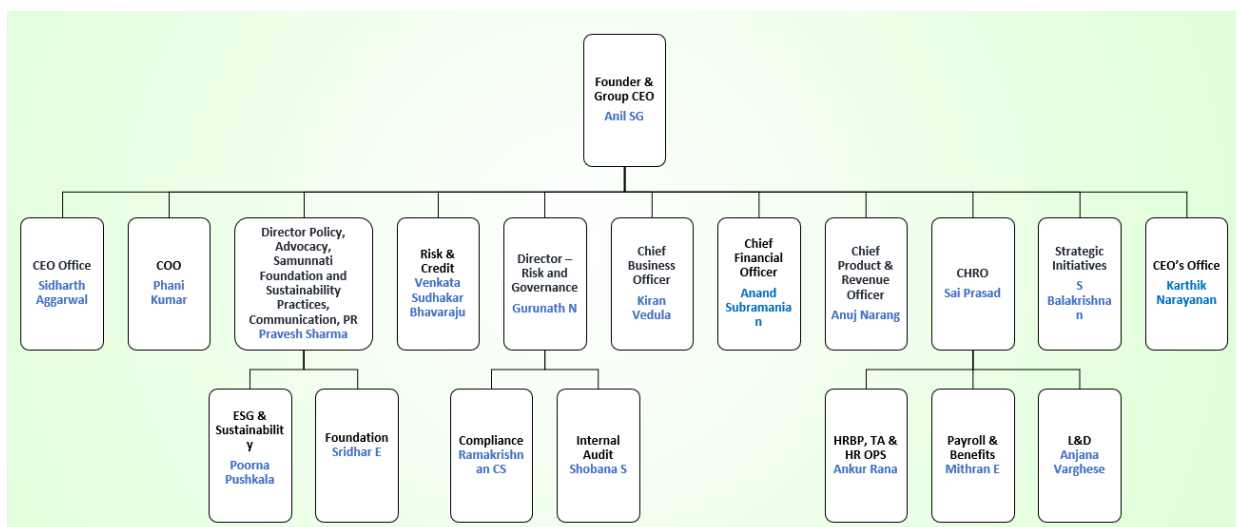 Founder &
Group CEO
Anil SG
CEO Office
Sidharth
Aggarwal
COO
Phani
Kumar
Director Policy,
Advocacy,
Samunnati
Foundation and
Sustainability
Practices,
Communication, PR
Pravesh Sharma
Risk &
Credit
Venkata
Sudhakar
Bhavaraju
Director –
Risk and
Governance
Gurunath N
Chief
Business
Officer
Kiran
Vedula
Chief
Financial
Officer
Anand
Subramania
n
Chief
Product &
Revenue
Officer
Anuj Narang
CHRO
Sai Prasad
Strategic
Initiatives
S
Balakrishna
n
CEO’s Office
Karthik
Narayanan
ESG &
Sustainabilit
y
Poorna
Pushkala
Foundation
Sridhar E
Compliance
Ramakrishn
an CS
Internal
Audit
Shobana S
HRBP, TA &
HR OPS
Ankur Rana
Payroll &
Benefits
Mithran E
L&D
Anjana
Varghese